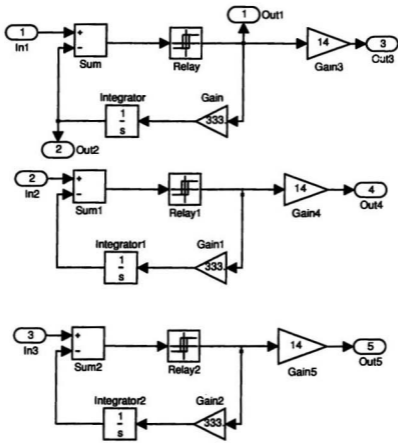 1
Out1
1
In1
+
−
Sum
Relay
14
Gain3
3
Out3
Integrator
1
s
Gain
333.
2
Out2
2
In2
+
−
Sum1
Relay1
14
Gain4
4
Out4
Integrator1
1
s
Gain1
333.
3
In3
+
−
Sum2
Relay2
14
Gain5
5
Out5
Integrator2
1
s
Gain2
333.